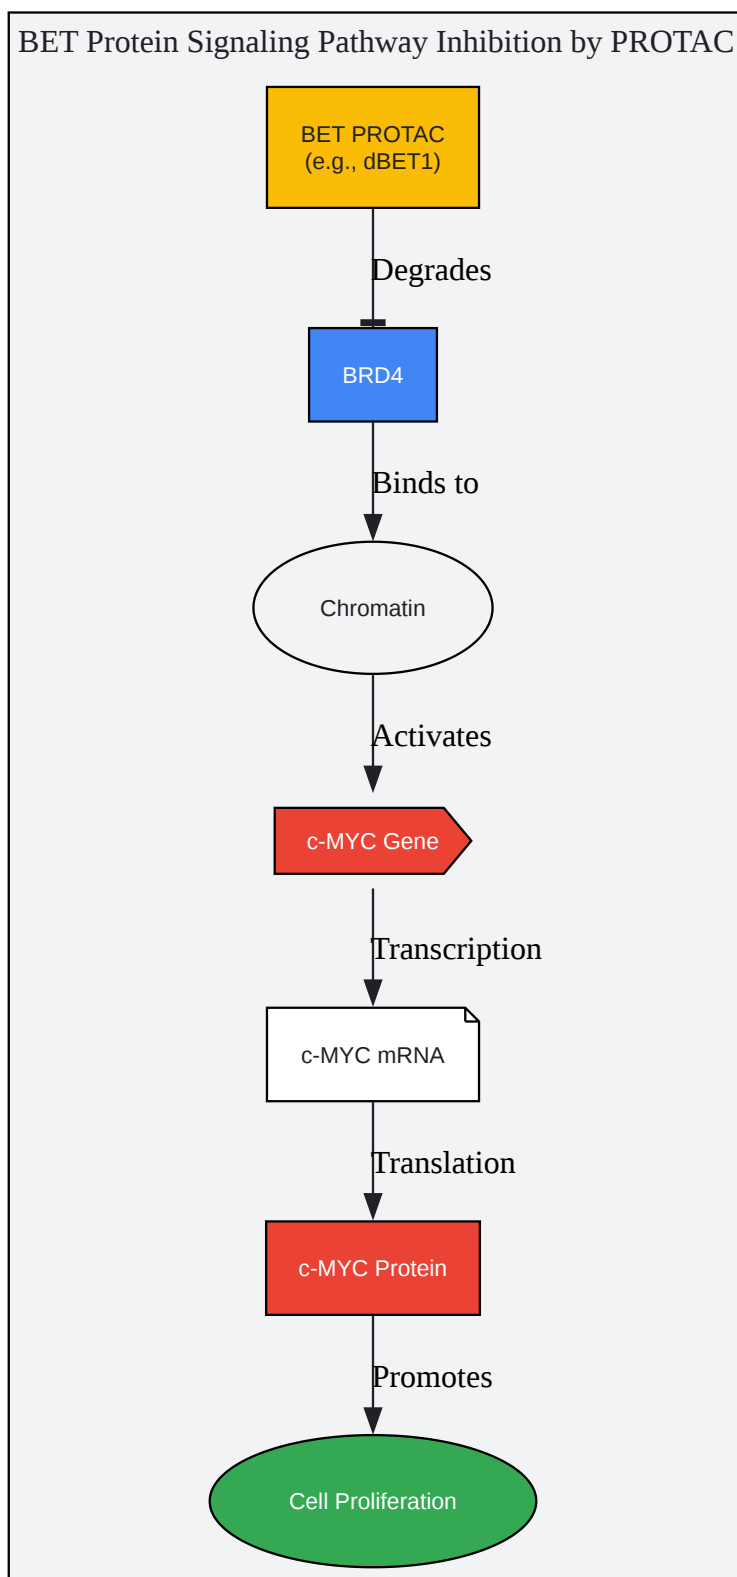 BET Protein Signaling Pathway Inhibition by PROTAC
BET PROTAC
(e.g., dBET1)
Degrades
BRD4
Binds to
Chromatin
Activates
c-MYC Gene
Transcription
c-MYC mRNA
Translation
c-MYC Protein
Promotes
Cell Proliferation